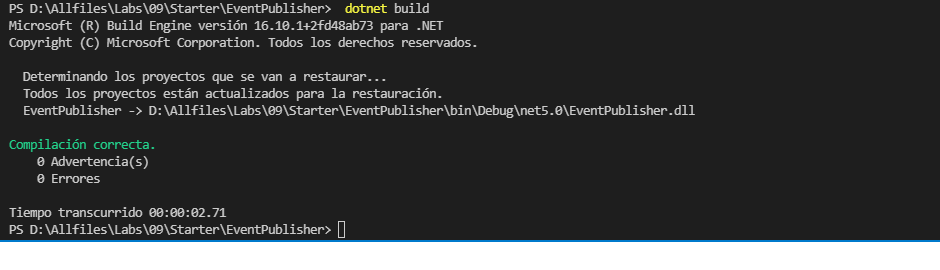 PS D:\Allfiles\Labs\09\Starter\EventPublisher> dotnet build
Microsoft (R) Build Engine versión 16.10.1+2fd48ab73 para .NET
Copyright (C) Microsoft Corporation. Todos los derechos reservados.
Determinando los proyectos que se van a restaurar...
Todos los proyectos están actualizados para la restauración.
EventPublisher -> D:\Allfiles\Labs\09\Starter\EventPublisher\bin\Debug\net5.0\EventPublisher.dll
Compilación correcta.
0 Advertencia(s)
0 Errores
Tiempo transcurrido 00:00:02.71
PS D:\Allfiles\Labs\09\Starter\EventPublisher>